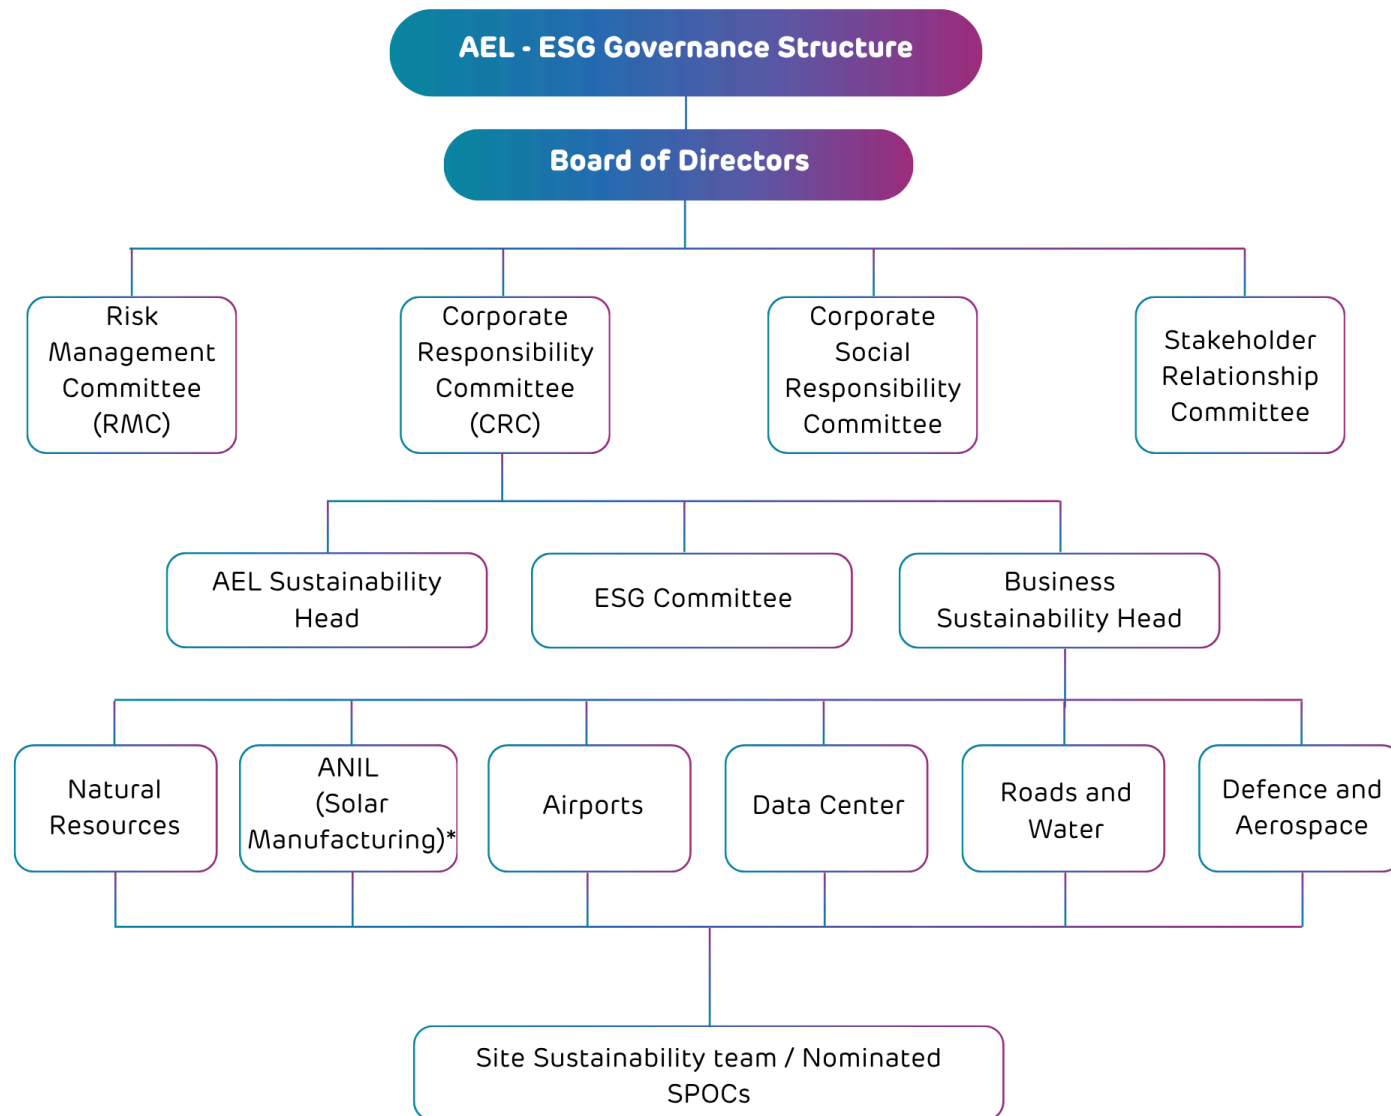 AEL - ESG Governance Structure
Board of Directors
Risk
Management
Committee
(RMC)
Corporate
Responsibility
Committee
(CRC)
Corporate
Social
Responsibility
Committee
Stakeholder
Relationship
Committee
AEL Sustainability
Head
ESG Committee
Business
Sustainability Head
Natural
Resources
ANIL
(Solar
Manufacturing)*
Airports
Data Center
Roads and
Water
Defence and
Aerospace
Site Sustainability team / Nominated
SPOCs